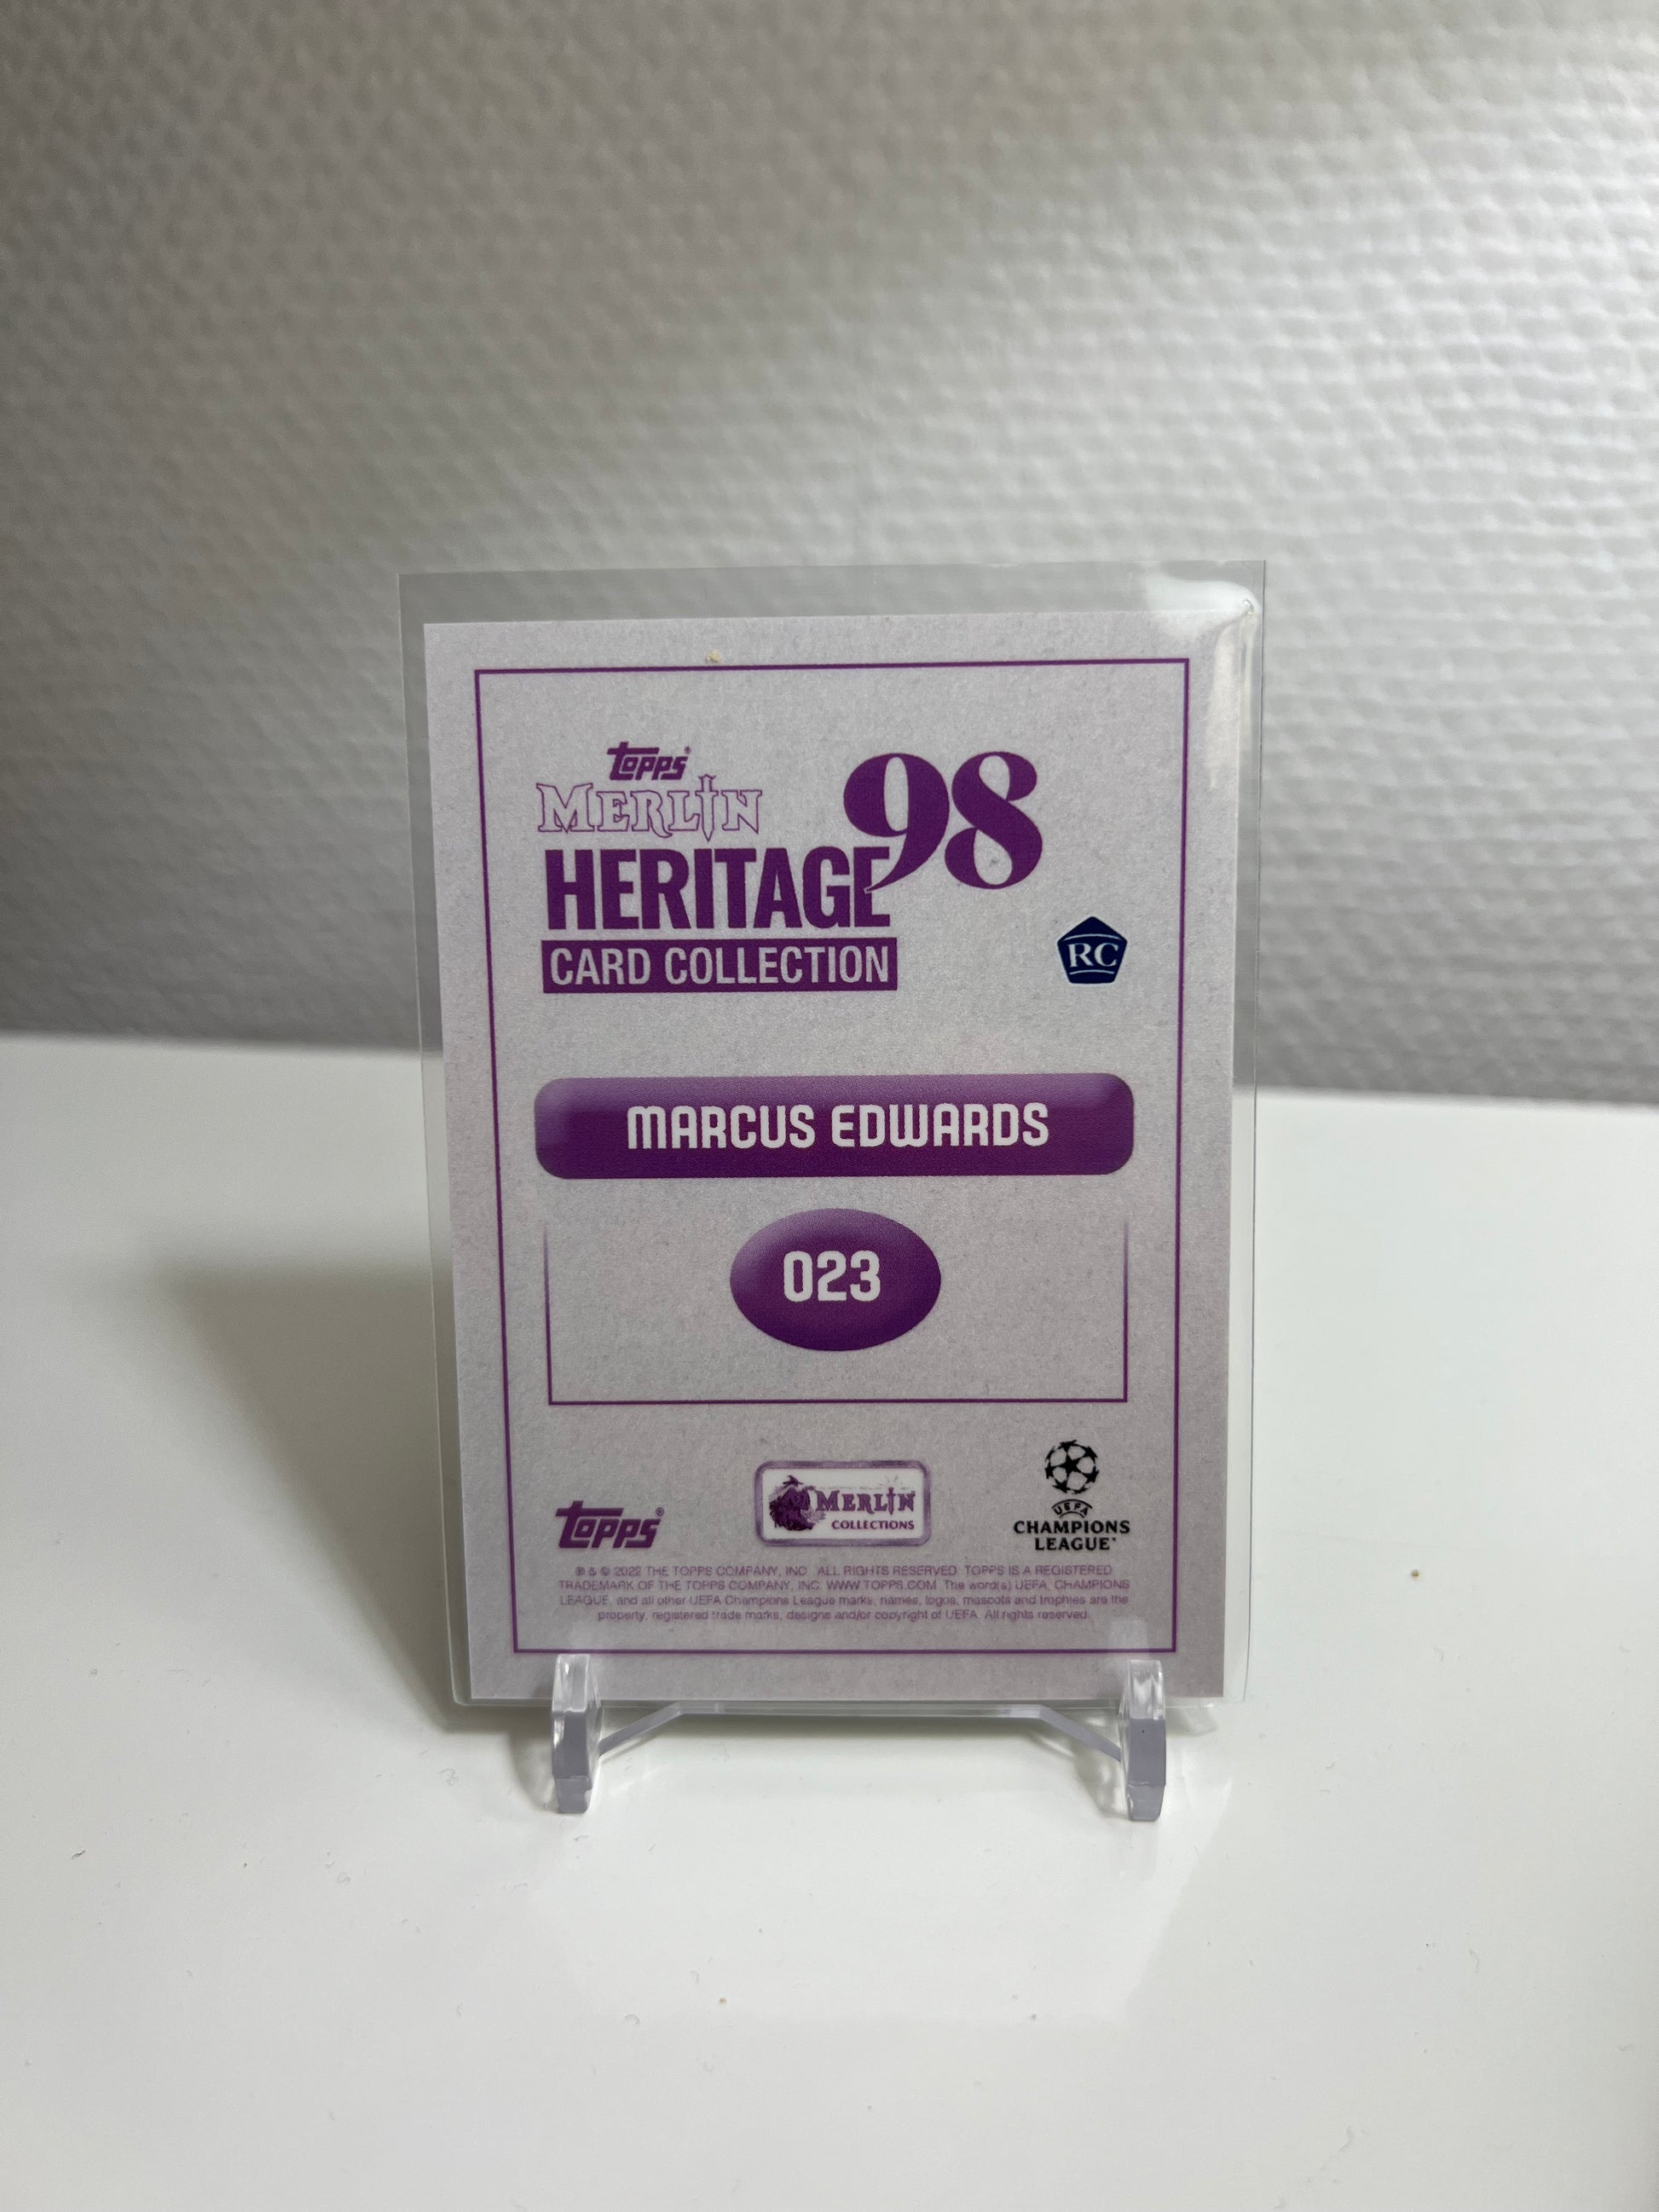 topps®
MERLIN 98
HERITAGE
CARD COLLECTION
RC
MARCUS EDWARDS
023
topps®
MERLIN
COLLECTIONS
UEFA
CHAMPIONS
LEAGUE®
® & © 2022 THE TOPPS COMPANY, INC. ALL RIGHTS RESERVED. TOPPS IS A REGISTERED
TRADEMARK OF THE TOPPS COMPANY, INC. WWW.TOPPS.COM. The word(s) UEFA, CHAMPIONS
LEAGUE, and all other UEFA Champions League marks, names, logos, mascots and trophies are the
property, registered trade marks, designs and/or copyright of UEFA. All rights reserved.